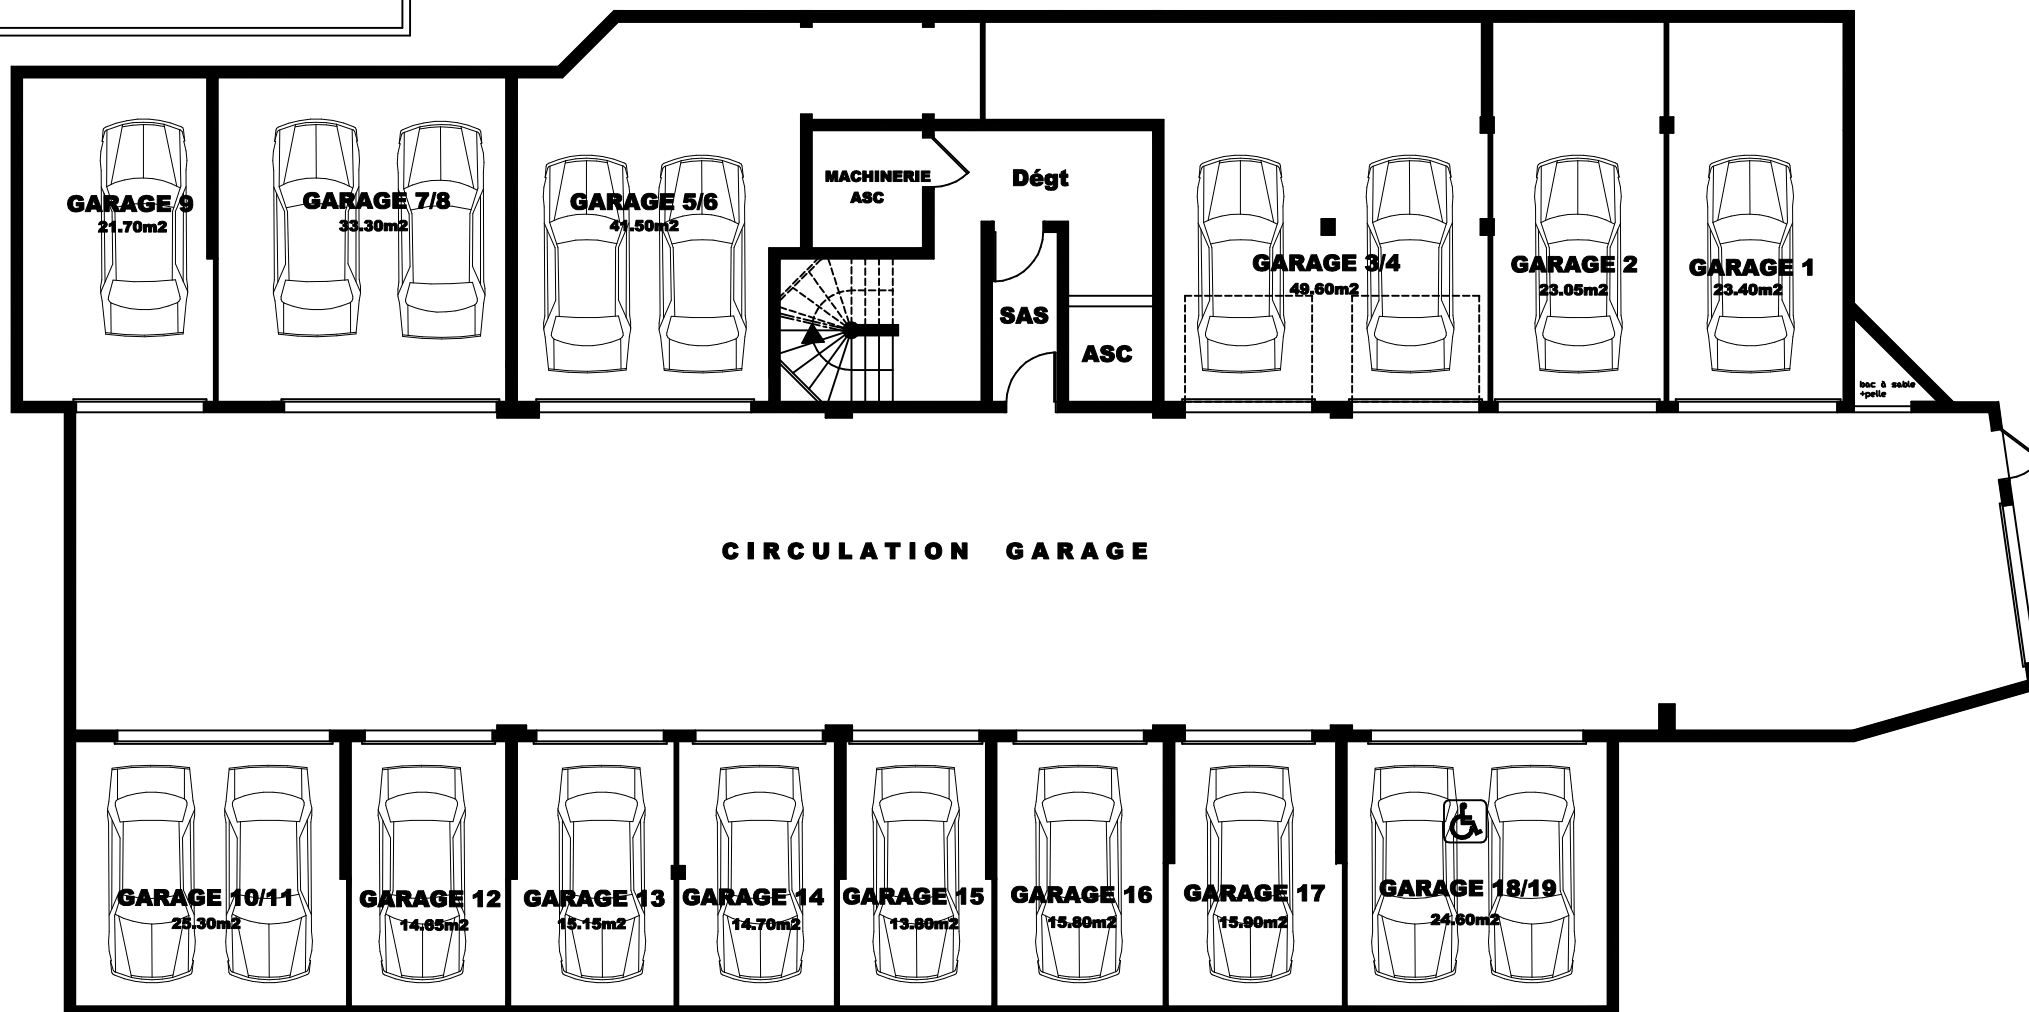 GARAGE 9
21.70m2
GARAGE 7/8
33.30m2
GARAGE 5/6
41.50m2
MACHINERIE
ASC
Dégt
SAS
ASC
GARAGE 3/4
49.60m2
GARAGE 2
23.05m2
GARAGE 1
23.40m2
bac à sable
+pelle
CIRCULATION GARAGE
GARAGE 10/11
25.30m2
GARAGE 12
14.65m2
GARAGE 13
15.15m2
GARAGE 14
14.70m2
GARAGE 15
13.80m2
GARAGE 16
15.80m2
GARAGE 17
15.90m2
GARAGE 18/19
24.60m2